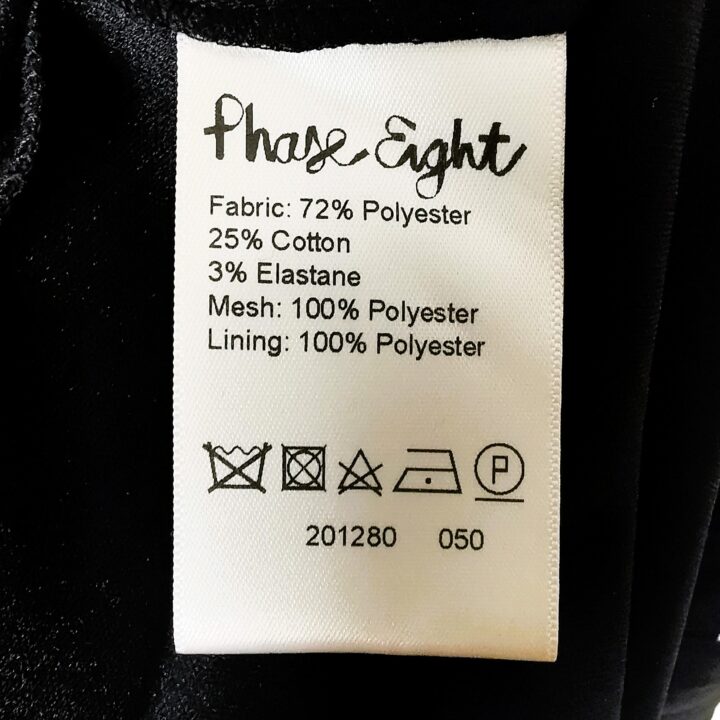 Phase Eight
Fabric: 72% Polyester
25% Cotton
3% Elastane
Mesh: 100% Polyester
Lining: 100% Polyester
P
201280 050